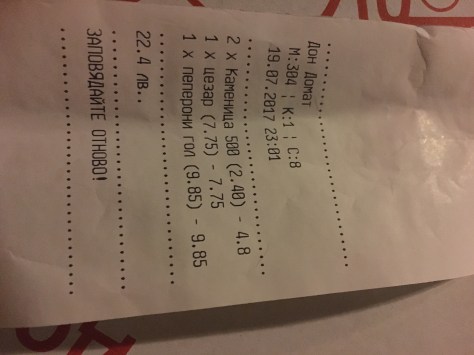 Дон Домат
М:304 ¦ К:1 ¦ С:8
19.07.2017 23:01
2 x Каменица 500 (2.40) - 4.8
1 x цезар (7.75) - 7.75
1 x пеперони гол (9.85) - 9.85
22.4 лв.
ЗАПОВЯДАЙТЕ ОТНОВО!